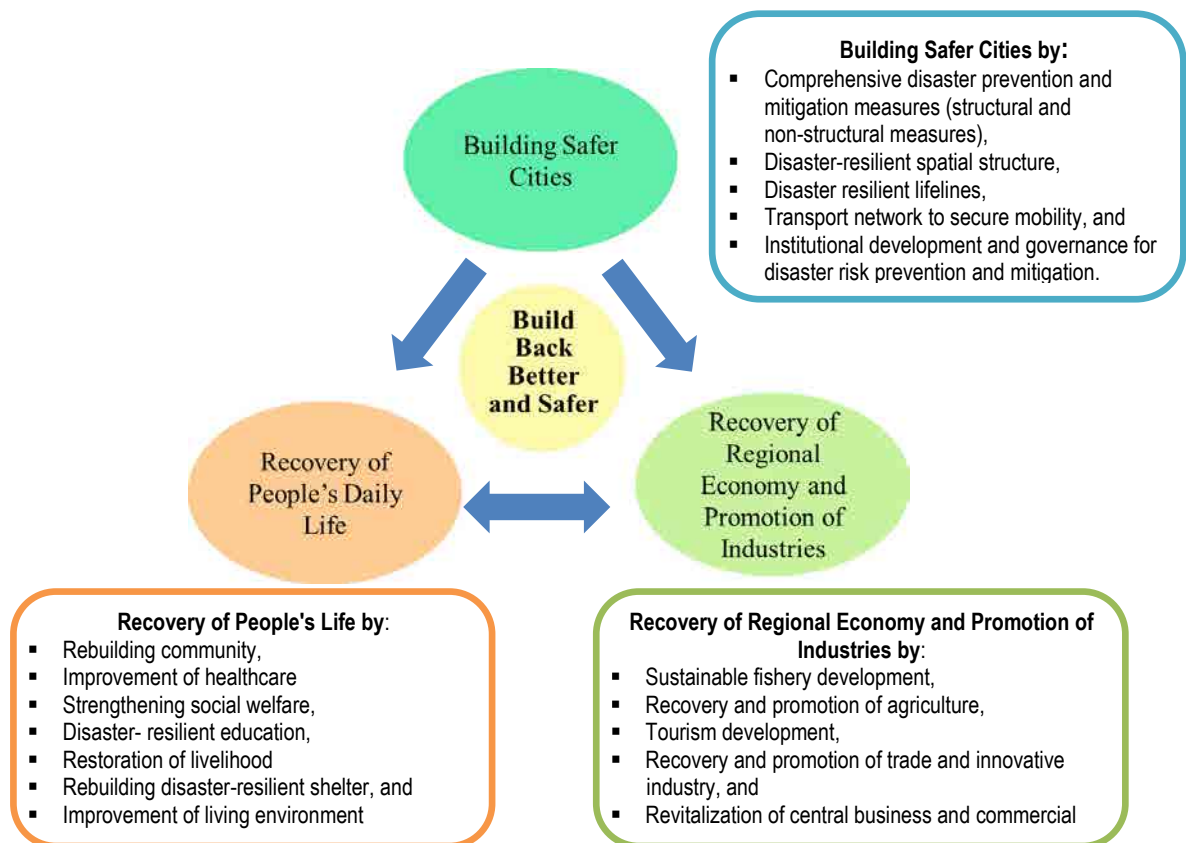 Building Safer Cities by:
▪ Comprehensive disaster prevention and
mitigation measures (structural and
non-structural measures),
▪ Disaster-resilient spatial structure,
▪ Disaster resilient lifelines,
▪ Transport network to secure mobility, and
▪ Institutional development and governance for
disaster risk prevention and mitigation.
Building Safer
Cities
Build
Back
Better
and Safer
Recovery of
People’s Daily
Life
Recovery of
Regional
Economy and
Promotion of
Industries
Recovery of People's Life by:
▪ Rebuilding community,
▪ Improvement of healthcare
▪ Strengthening social welfare,
▪ Disaster- resilient education,
▪ Restoration of livelihood
▪ Rebuilding disaster-resilient shelter, and
▪ Improvement of living environment
Recovery of Regional Economy and Promotion of
Industries by:
▪ Sustainable fishery development,
▪ Recovery and promotion of agriculture,
▪ Tourism development,
▪ Recovery and promotion of trade and innovative
industry, and
▪ Revitalization of central business and commercial